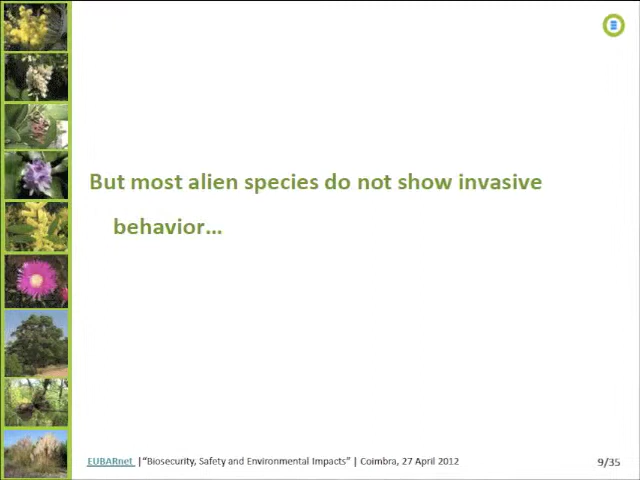 But most alien species do not show invasive
behavior...
EUBARnet |“Biosecurity, Safety and Environmental Impacts” | Coimbra, 27 April 2012
9/35